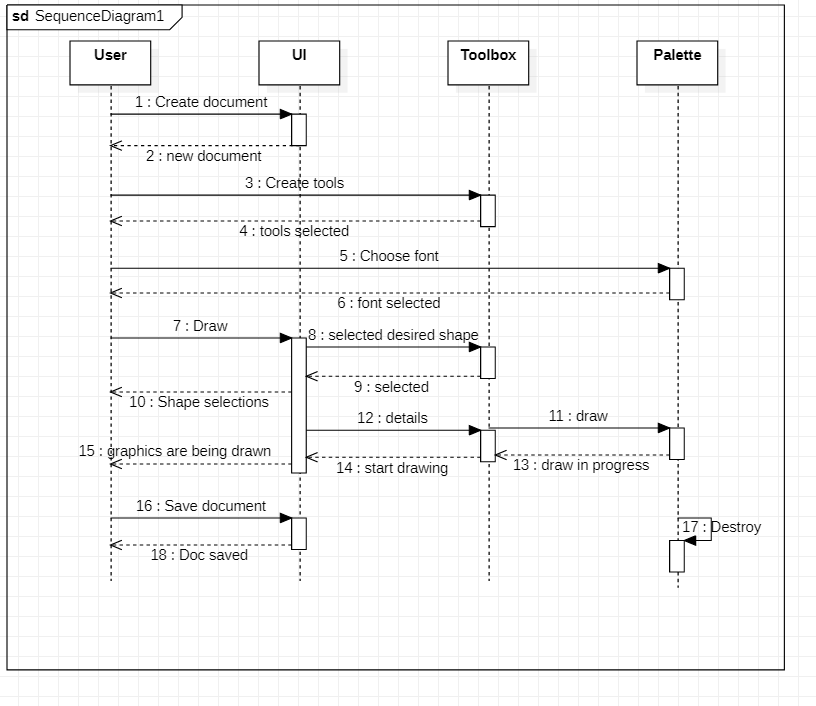 sd SequenceDiagram1
User
UI
Toolbox
Palette
1 : Create document
2 : new document
3 : Create tools
4 : tools selected
5 : Choose font
6 : font selected
7 : Draw
8 : selected desired shape
9 : selected
10 : Shape selections
11 : draw
12 : details
13 : draw in progress
14 : start drawing
15 : graphics are being drawn
16 : Save document
17 : Destroy
18 : Doc saved